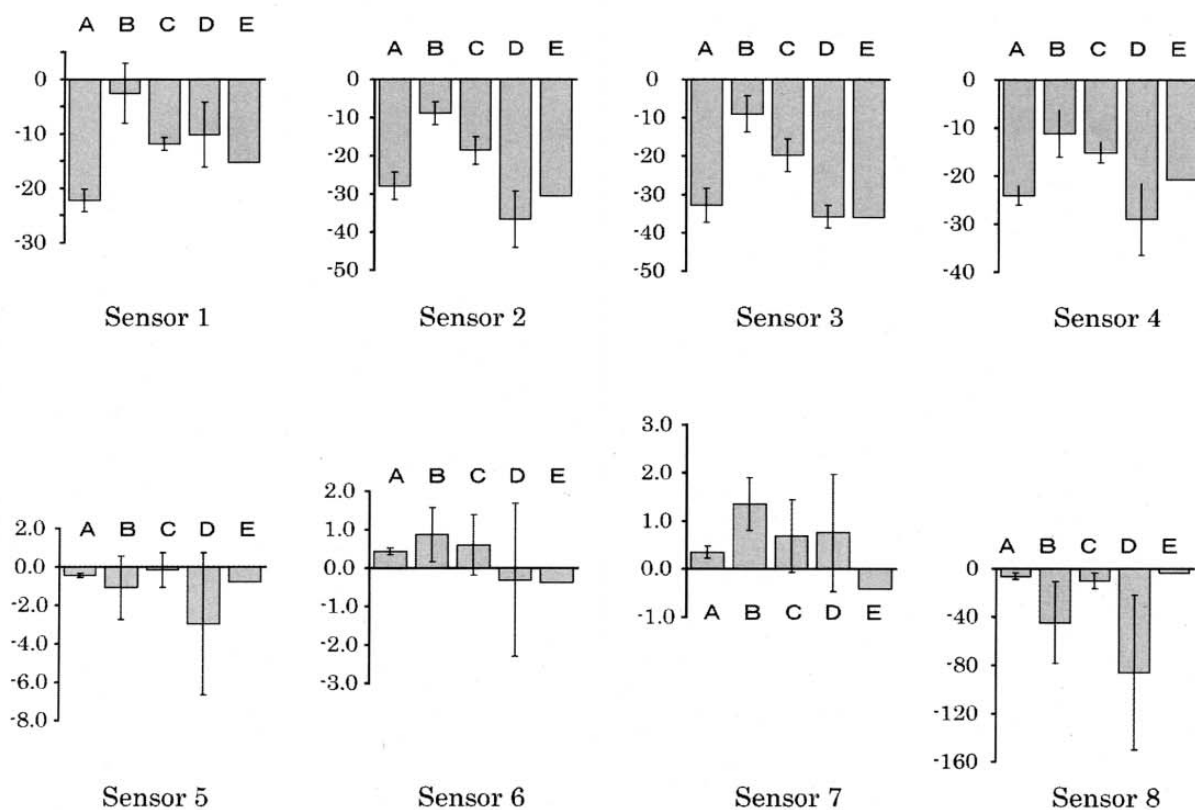 A B C D E
0
-10
-20
-30
Sensor 1
A B C D E
0
-10
-20
-30
-40
-50
Sensor 2
A B C D E
0
-10
-20
-30
-40
-50
Sensor 3
A B C D E
0
-10
-20
-30
-40
Sensor 4
A B C D E
2.0
0.0
-2.0
-4.0
-6.0
-8.0
Sensor 5
A B C D E
2.0
1.0
0.0
-1.0
-2.0
-3.0
Sensor 6
3.0
2.0
1.0
0.0
-1.0
A B C D E
Sensor 7
A B C D E
0
-40
-80
-120
-160
Sensor 8